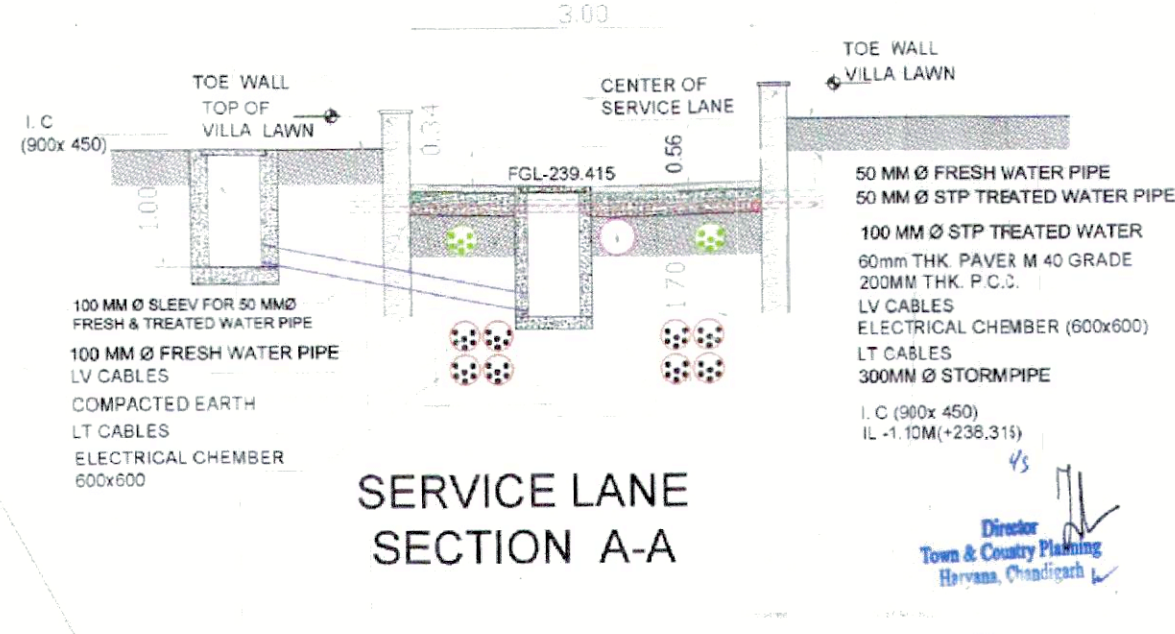 3.00
TOE WALL
TOP OF
VILLA LAWN
I. C
(900x 450)
0.34
CENTER OF
SERVICE LANE
0.56
TOE WALL
VILLA LAWN
FGL-239.415
1.00
1.70
50 MM Ø FRESH WATER PIPE
50 MM Ø STP TREATED WATER PIPE
100 MM Ø STP TREATED WATER
60mm THK. PAVER M 40 GRADE
200MM THK. P.C.C.
LV CABLES
ELECTRICAL CHEMBER (600x600)
LT CABLES
300MM Ø STORMPIPE
I. C (900x 450)
IL -1.10M(+238.315)
100 MM Ø SLEEV FOR 50 MMØ
FRESH & TREATED WATER PIPE
100 MM Ø FRESH WATER PIPE
LV CABLES
COMPACTED EARTH
LT CABLES
ELECTRICAL CHEMBER
600x600
SERVICE LANE
SECTION A-A
Director
Town & Country Planning
Harvana, Chandigarh